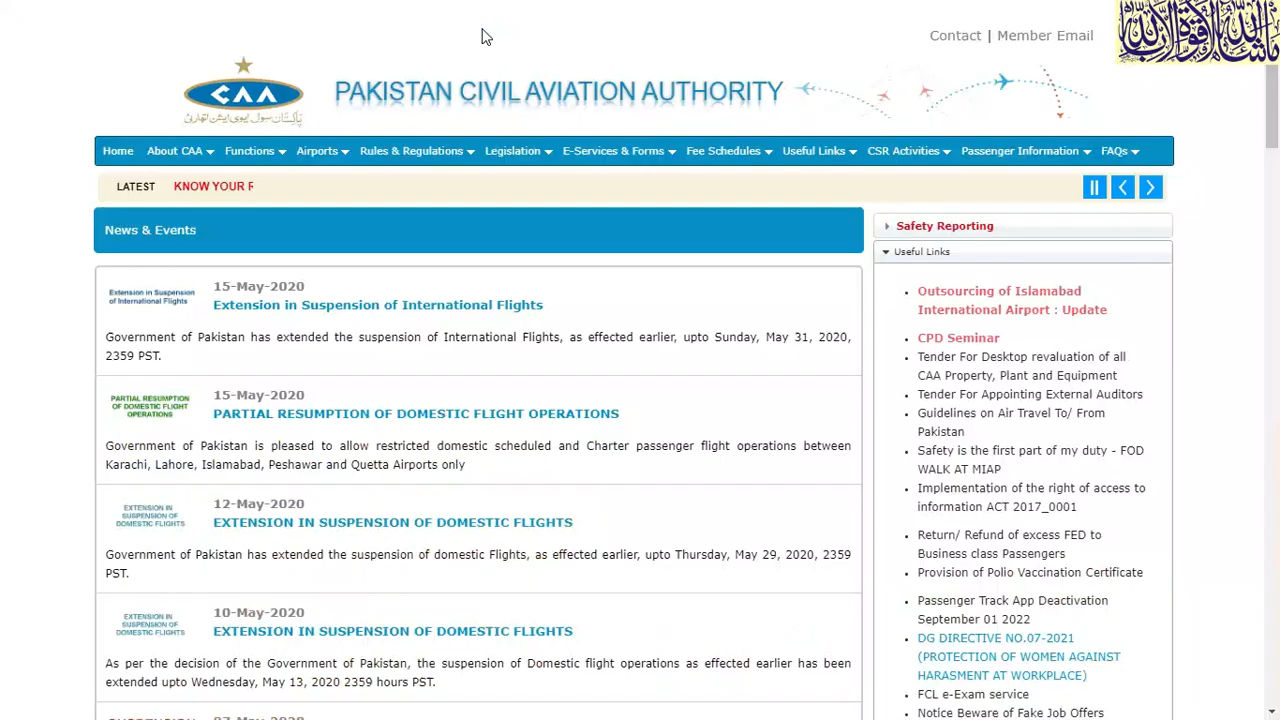 ماشاء الله لا قوة إلا بالله
Contact | Member Email
CAA
پاکستان سول ایوی ایشن اتھارٹی
PAKISTAN CIVIL AVIATION AUTHORITY
Home About CAA Functions Airports Rules & Regulations Legislation E-Services & Forms Fee Schedules Useful Links CSR Activities Passenger Information FAQs
LATEST KNOW YOUR R
News & Events
Extension in Suspension
of International Flights
15-May-2020
Extension in Suspension of International Flights
Government of Pakistan has extended the suspension of International Flights, as effected earlier, upto Sunday, May 31, 2020,
2359 PST.
PARTIAL RESUMPTION
OF DOMESTIC FLIGHT
OPERATIONS
15-May-2020
PARTIAL RESUMPTION OF DOMESTIC FLIGHT OPERATIONS
Government of Pakistan is pleased to allow restricted domestic scheduled and Charter passenger flight operations between
Karachi, Lahore, Islamabad, Peshawar and Quetta Airports only
EXTENSION IN
SUSPENSION OF
DOMESTIC FLIGHTS
12-May-2020
EXTENSION IN SUSPENSION OF DOMESTIC FLIGHTS
Government of Pakistan has extended the suspension of domestic Flights, as effected earlier, upto Thursday, May 29, 2020, 2359
PST.
EXTENSION IN
SUSPENSION OF
DOMESTIC FLIGHTS
10-May-2020
EXTENSION IN SUSPENSION OF DOMESTIC FLIGHTS
As per the decision of the Government of Pakistan, the suspension of Domestic flight operations as effected earlier has been
extended upto Wednesday, May 13, 2020 2359 hours PST.
Safety Reporting
Useful Links
Outsourcing of Islamabad
International Airport : Update
CPD Seminar
Tender For Desktop revaluation of all
CAA Property, Plant and Equipment
Tender For Appointing External Auditors
Guidelines on Air Travel To/ From
Pakistan
Safety is the first part of my duty - FOD
WALK AT MIAP
Implementation of the right of access to
information ACT 2017_0001
Return/ Refund of excess FED to
Business class Passengers
Provision of Polio Vaccination Certificate
Passenger Track App Deactivation
September 01 2022
DG DIRECTIVE NO.07-2021
(PROTECTION OF WOMEN AGAINST
HARASMENT AT WORKPLACE)
FCL e-Exam service
Notice Beware of Fake Job Offers